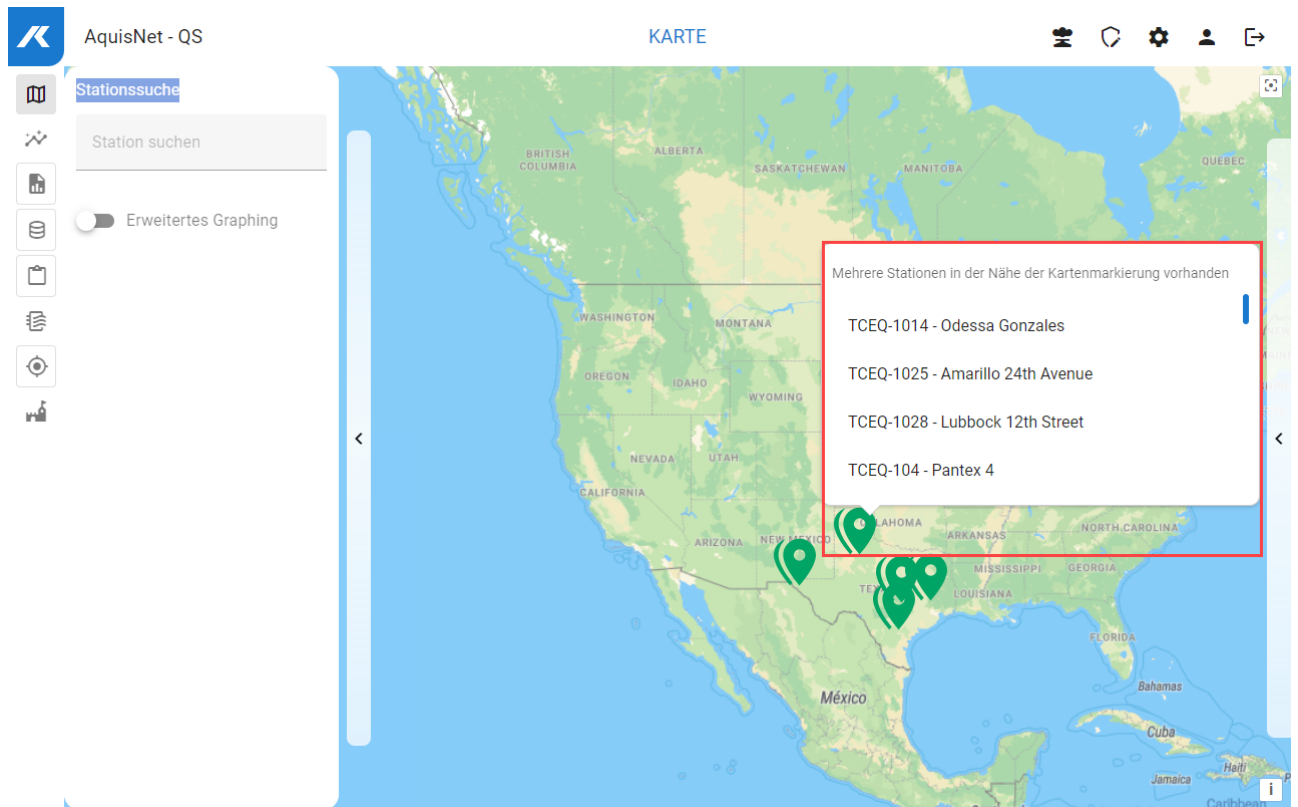 AquisNet - QS
KARTE
Stationssuche
Station suchen
Erweitertes Graphing
BRITISH
COLUMBIA
ALBERTA
SASKATCHEWAN
MANITOBA
QUEBEC
Mehrere Stationen in der Nähe der Kartenmarkierung vorhanden
TCEQ-1014 - Odessa Gonzales
TCEQ-1025 - Amarillo 24th Avenue
TCEQ-1028 - Lubbock 12th Street
TCEQ-104 - Pantex 4
WASHINGTON
MONTANA
OREGON
IDAHO
WYOMING
NEVADA
UTAH
CALIFORNIA
ARIZONA
NEW MEXICO
OKLAHOMA
ARKANSAS
NORTH CAROLINA
MISSISSIPPI
GEORGIA
LOUISIANA
FLORIDA
México
Bahamas
Cuba
Haiti
Jamaica
Caribbean
i